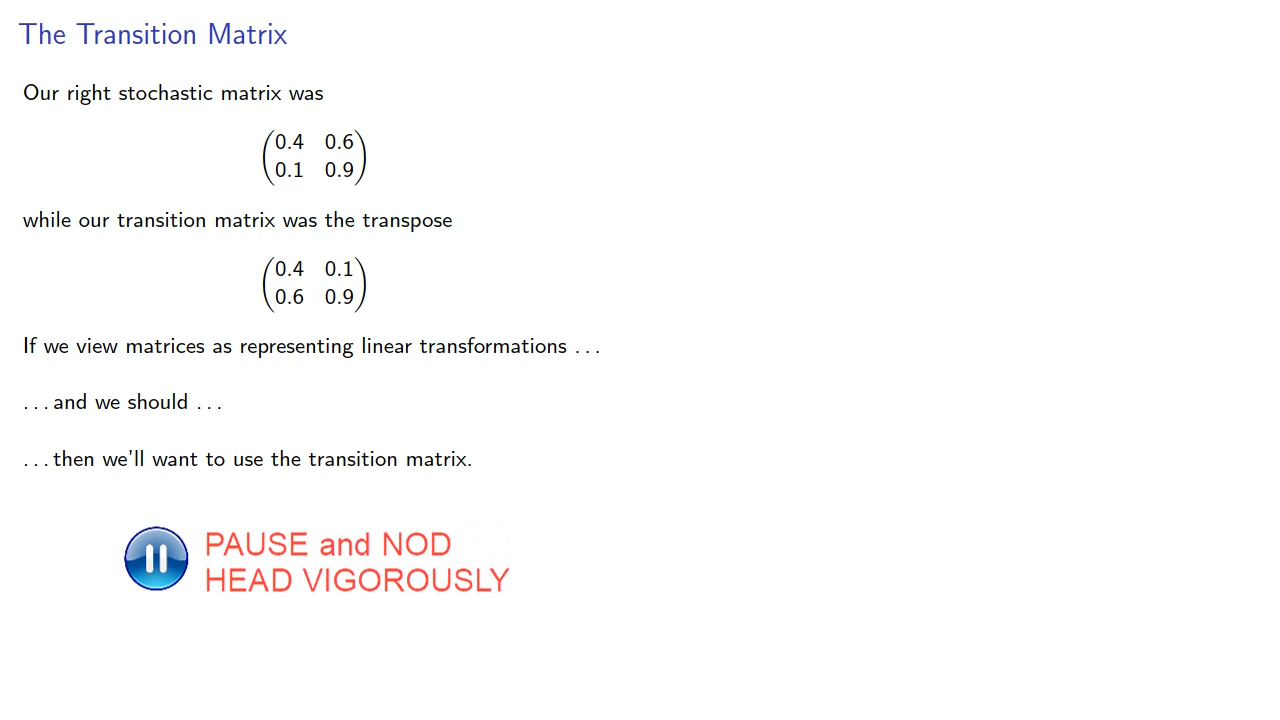 The Transition Matrix
Our right stochastic matrix was
0.4 0.6
0.1 0.9
while our transition matrix was the transpose
0.4 0.1
0.6 0.9
If we view matrices as representing linear transformations ...
...and we should ...
...then we'll want to use the transition matrix.
PAUSE and NOD
HEAD VIGOROUSLY